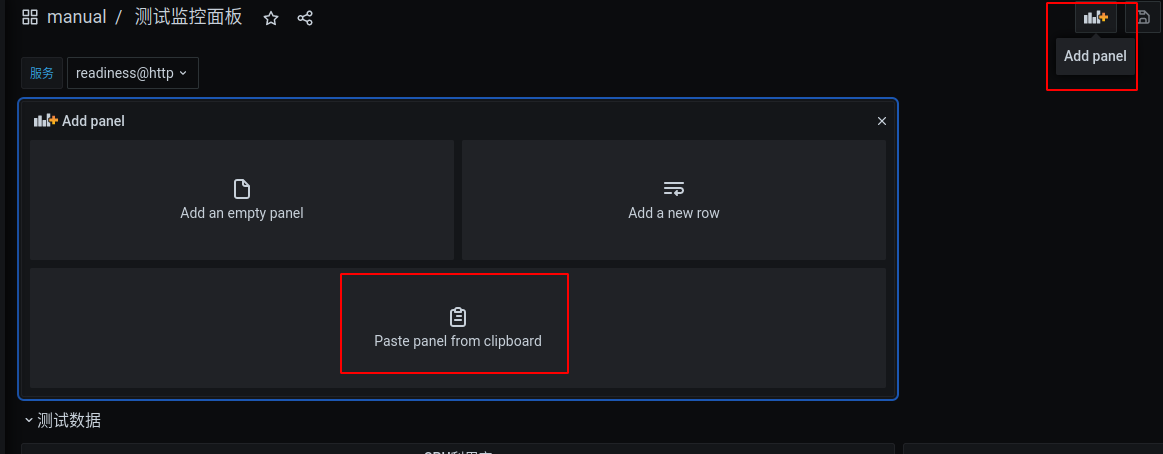 manual / 测试监控面板
Add panel
服务 readiness@http
Add panel
Add an empty panel
Add a new row
Paste panel from clipboard
测试数据